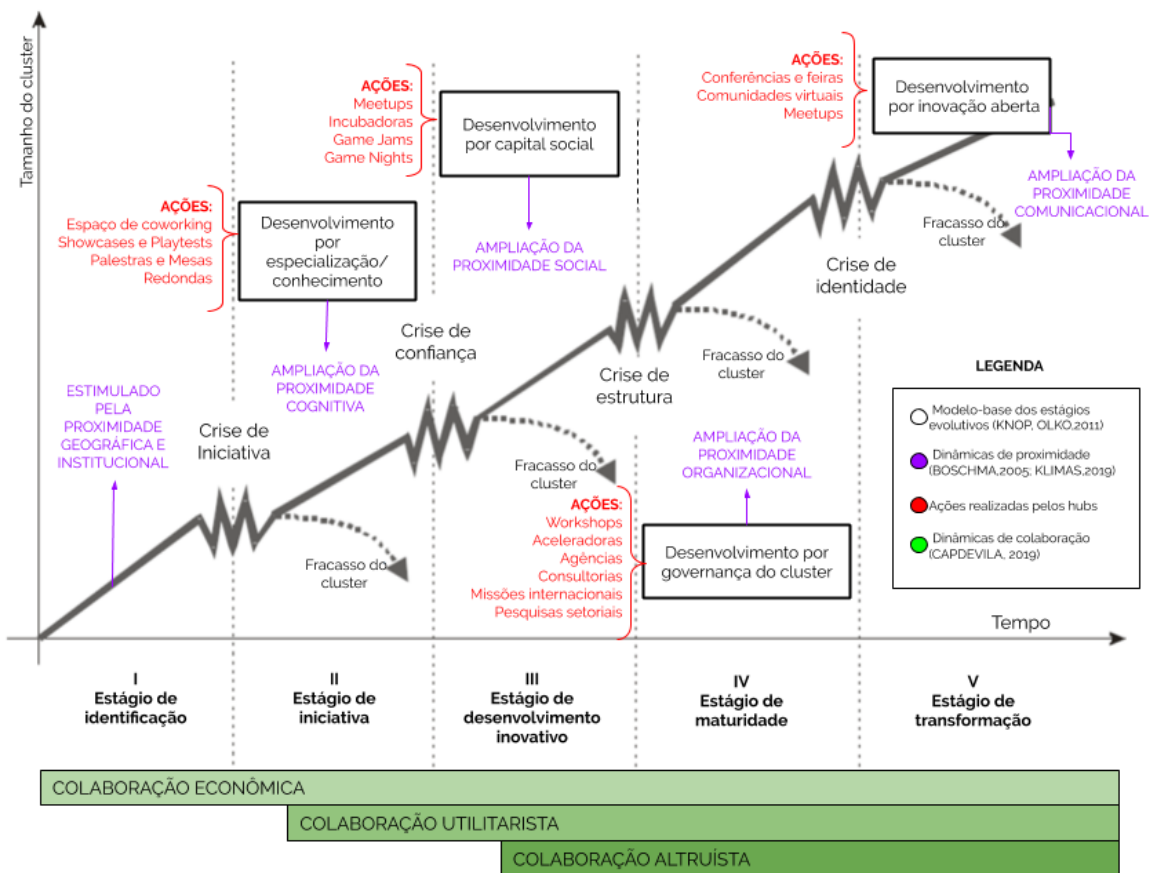 Tamanho do cluster
AÇÕES:
Espaço de coworking
Showcases e Playtests
Palestras e Mesas
Redondas
Desenvolvimento
por
especialização/
conhecimento
AMPLIAÇÃO DA
PROXIMIDADE
COGNITIVA
AÇÕES:
Meetups
Incubadoras
Game Jams
Game Nights
Desenvolvimento
por capital social
AMPLIAÇÃO DA
PROXIMIDADE SOCIAL
AÇÕES:
Conferências e feiras
Comunidades virtuais
Meetups
Desenvolvimento
por inovação aberta
AMPLIAÇÃO DA
PROXIMIDADE
COMUNICACIONAL
ESTIMULADO
PELA
PROXIMIDADE
GEOGRÁFICA E
INSTITUCIONAL
Crise de
Iniciativa
Fracasso do
cluster
Crise de
confiança
Fracasso do
cluster
Crise de
estrutura
Fracasso do
cluster
Crise de
identidade
Fracasso do
cluster
AÇÕES:
Workshops
Aceleradoras
Agências
Consultorias
Missões internacionais
Pesquisas setoriais
AMPLIAÇÃO DA
PROXIMIDADE
ORGANIZACIONAL
Desenvolvimento por
governança do cluster
LEGENDA
Modelo-base dos estágios
evolutivos (KNOP, OLKO,2011)
Dinâmicas de proximidade
(BOSCHMA,2005; KLIMAS,2019)
Ações realizadas pelos hubs
Dinâmicas de colaboração
(CAPDEVILA, 2019)
Tempo
I
Estágio de
identificação
II
Estágio de
iniciativa
III
Estágio de
desenvolvimento
inovativo
IV
Estágio de
maturidade
V
Estágio de
transformação
COLABORAÇÃO ECONÔMICA
COLABORAÇÃO UTILITARISTA
COLABORAÇÃO ALTRUÍSTA